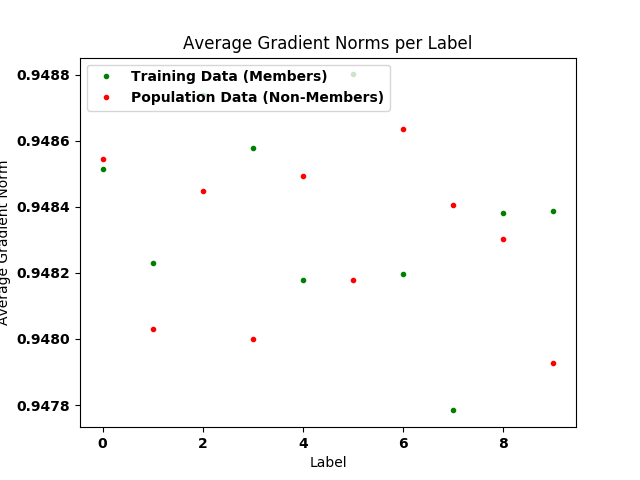 Average Gradient Norms per Label
Training Data (Members)
Population Data (Non-Members)
Average Gradient Norm
0.9488
0.9486
0.9484
0.9482
0.9480
0.9478
0 2 4 6 8
Label